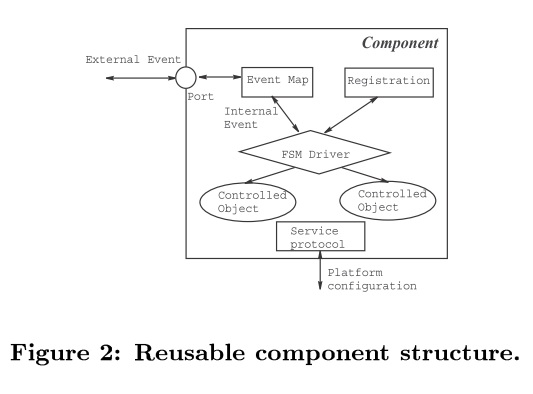 Component
External Event
Event Map
Registration
Port
Internal
Event
FSM Driver
Controlled
Object
Controlled
Object
Service
protocol
Platform
configuration
Figure 2: Reusable component structure.